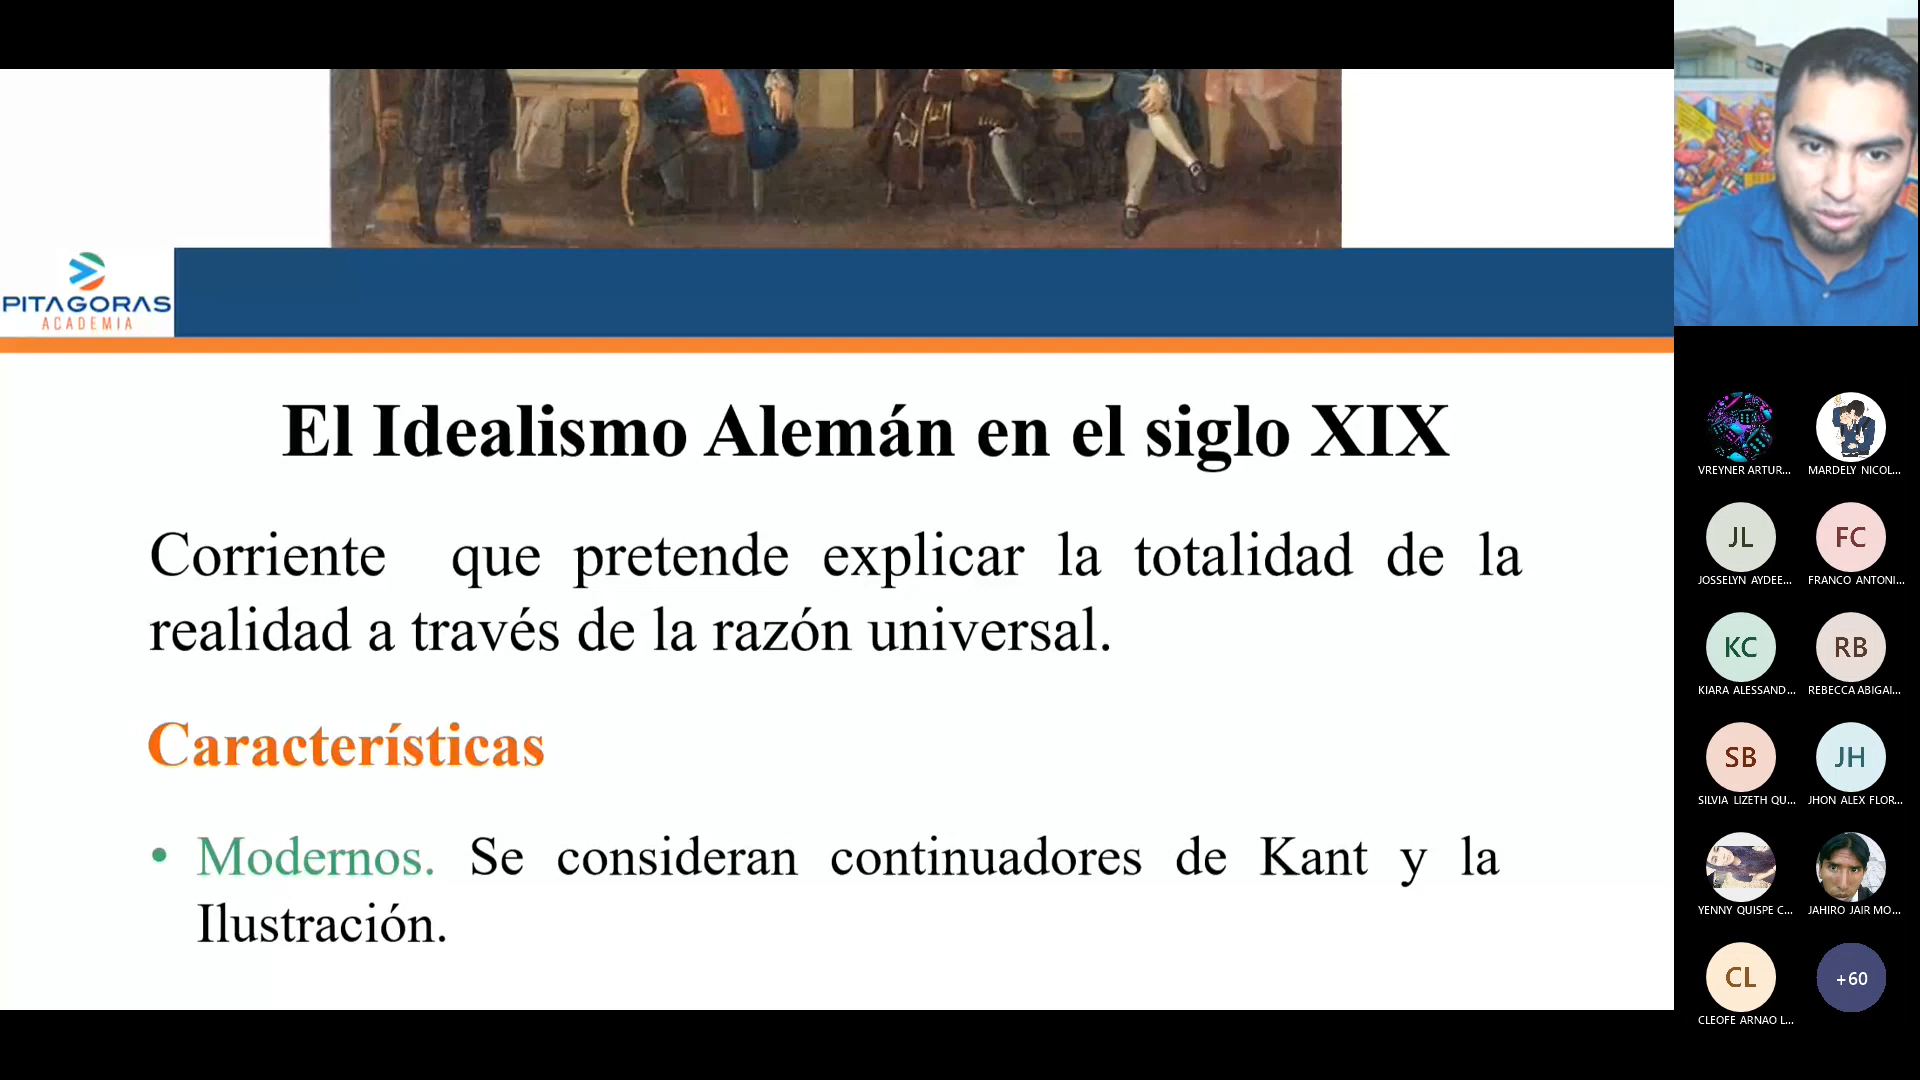 PITAGORAS
ACADEMIA
El Idealismo Alemán en el siglo XIX
Corriente que pretende explicar la totalidad de la
realidad a través de la razón universal.
Características
• Modernos. Se consideran continuadores de Kant y la
Ilustración.
VREYNER ARTUR...
MARDELY NICOL...
JL
FC
JOSSELYN AYDEE...
FRANCO ANTONI...
KC
RB
KIARA ALESSAND...
REBECCA ABIGAI...
SB
JH
SILVIA LIZETH QU...
JHON ALEX FLOR...
YENNY QUISPE C...
JAHIRO JAIR MO...
CL
+60
CLEOFE ARNAO L...